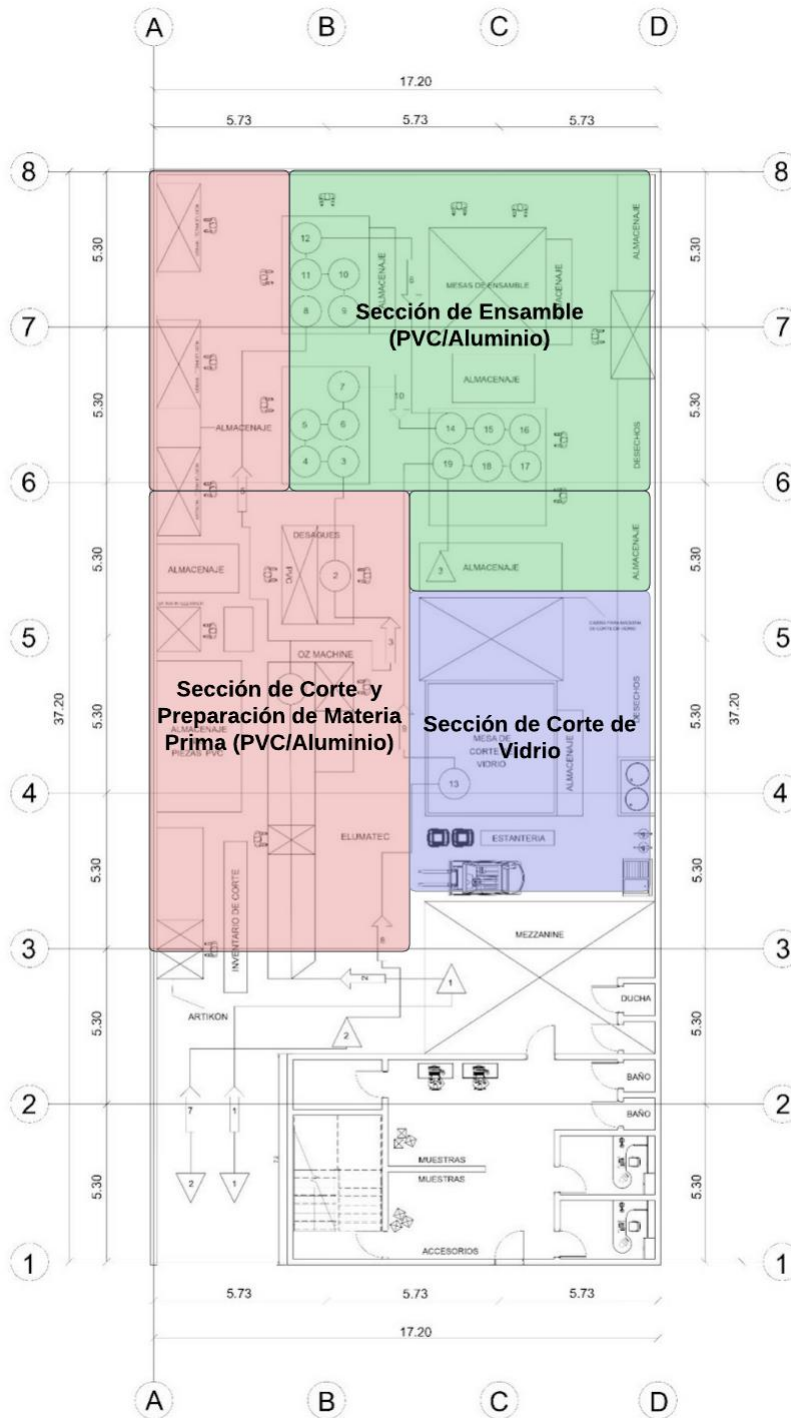 A B C D
17.20
5.73 5.73 5.73
8 8
5.30 5.30
12
11 10
8 9
ALMACENAJE
MESAS DE ENSAMBLE
ALMACENAJE
ALMACENAJE
Sección de Ensamble
(PVC/Aluminio)
7 7
5.30 5.30
ALMACENAJE
7
10
5 6
4 3
14 15 16
19 18 17
ALMACENAJE
DESECHOS
6 6
5.30 5.30
DESAGUES
PVC
2
3
ALMACENAJE
ALMACENAJE
ALMACENAJE
5 5
OZ MACHINE
3
37.20 37.20
5.30 5.30
Sección de Corte y
Preparación de Materia
Prima (PVC/Aluminio)
ALMACENAJE
PIEZAS PVC
Sección de Corte de
Vidrio
MESA DE
CORTE
VIDRIO
ALMACENAJE
DESECHOS
9
13
4 4
5.30 5.30
ELUMATEC
ESTANTERIA
INVENTARIO DE CORTE
8
3 3
5.30 5.30
MEZZANINE
2
1
ARTIKON
DUCHA
2
BAÑO
2 2
BAÑO
7 1
5.30 5.30
2 1
MUESTRAS
MUESTRAS
ACCESORIOS
1 1
5.73 5.73 5.73
17.20
A B C D